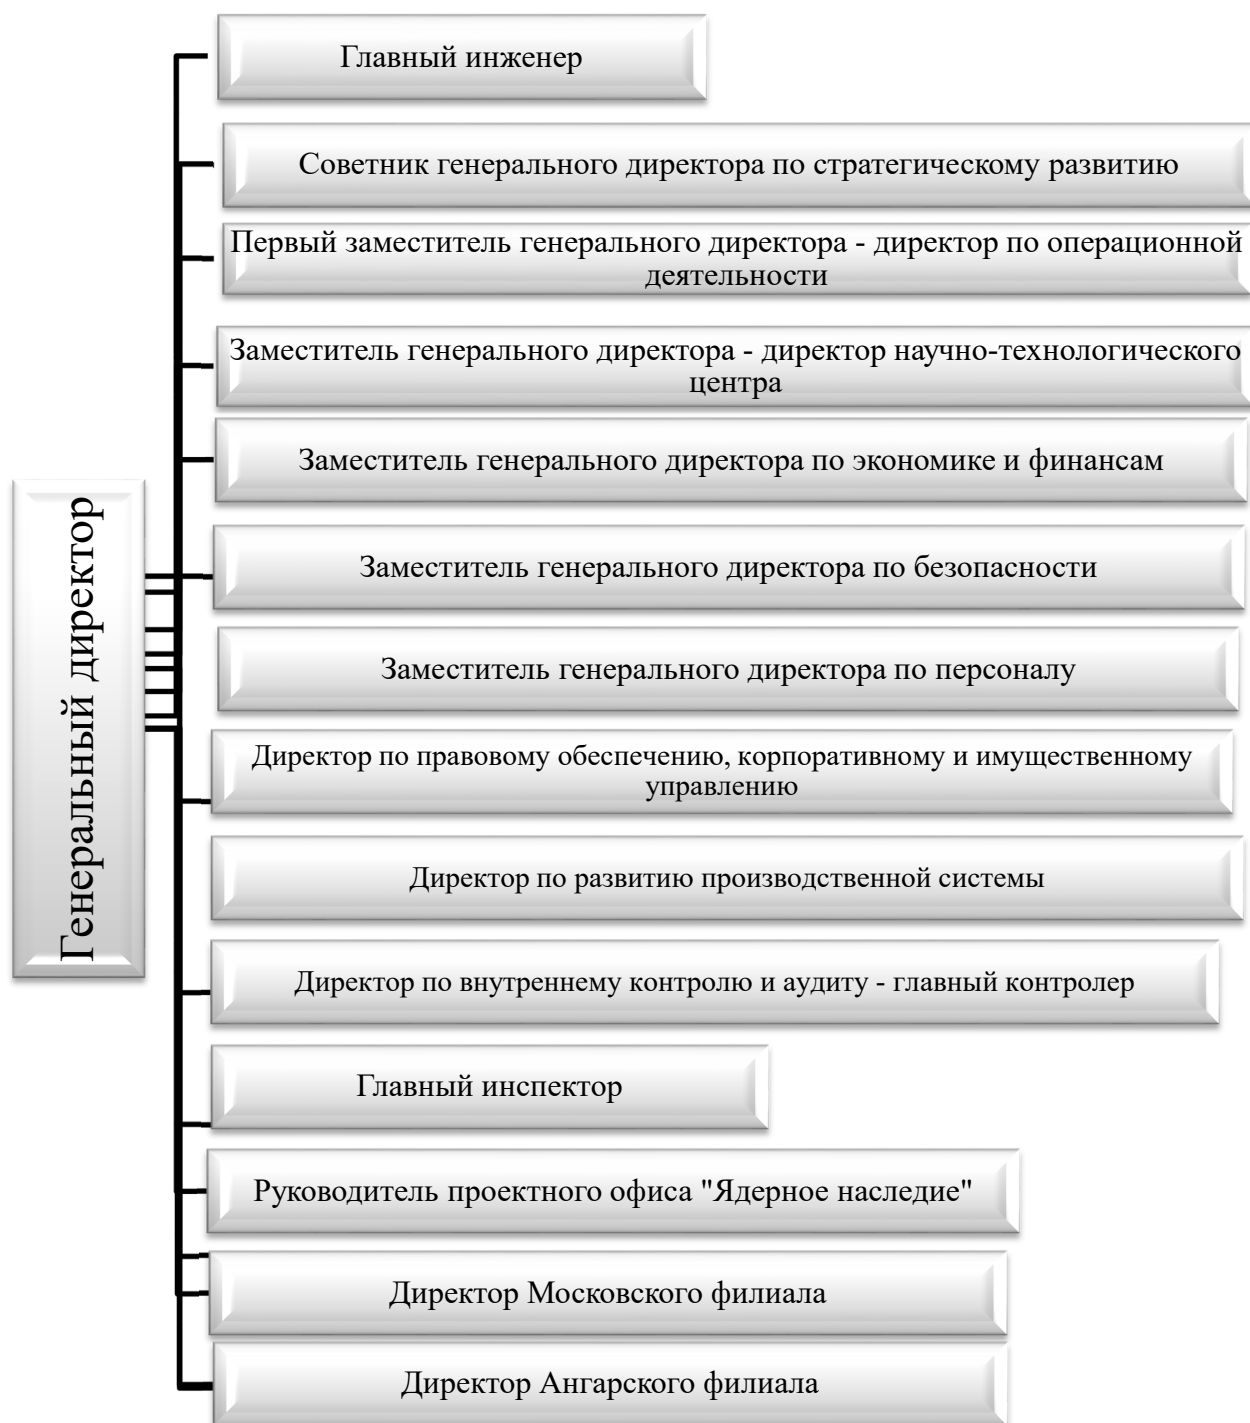 Главный инженер
Советник генерального директора по стратегическому развитию
Первый заместитель генерального директора - директор по операционной
деятельности
Заместитель генерального директора - директор научно-технологического
центра
Заместитель генерального директора по экономике и финансам
Генеральный директор
Заместитель генерального директора по безопасности
Заместитель генерального директора по персоналу
Директор по правовому обеспечению, корпоративному и имущественному
управлению
Директор по развитию производственной системы
Директор по внутреннему контролю и аудиту - главный контролер
Главный инспектор
Руководитель проектного офиса "Ядерное наследие"
Директор Московского филиала
Директор Ангарского филиала